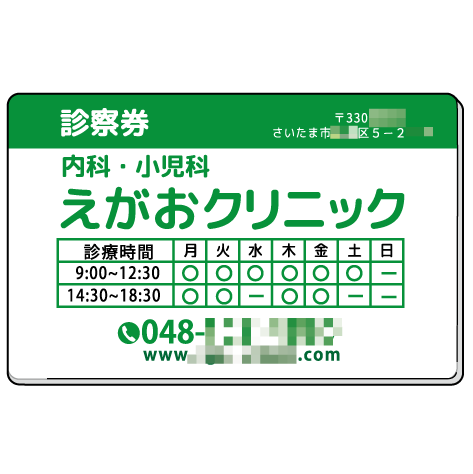 診察券
〒330
さいたま市 区5-2
内科・小児科
えがおクリニック
診療時間 月 火 水 木 金 土 日
9:00~12:30 〇 〇 〇 〇 〇 〇 ー
14:30~18:30 〇 〇 ー 〇 〇 ー ー
048-
www. .com